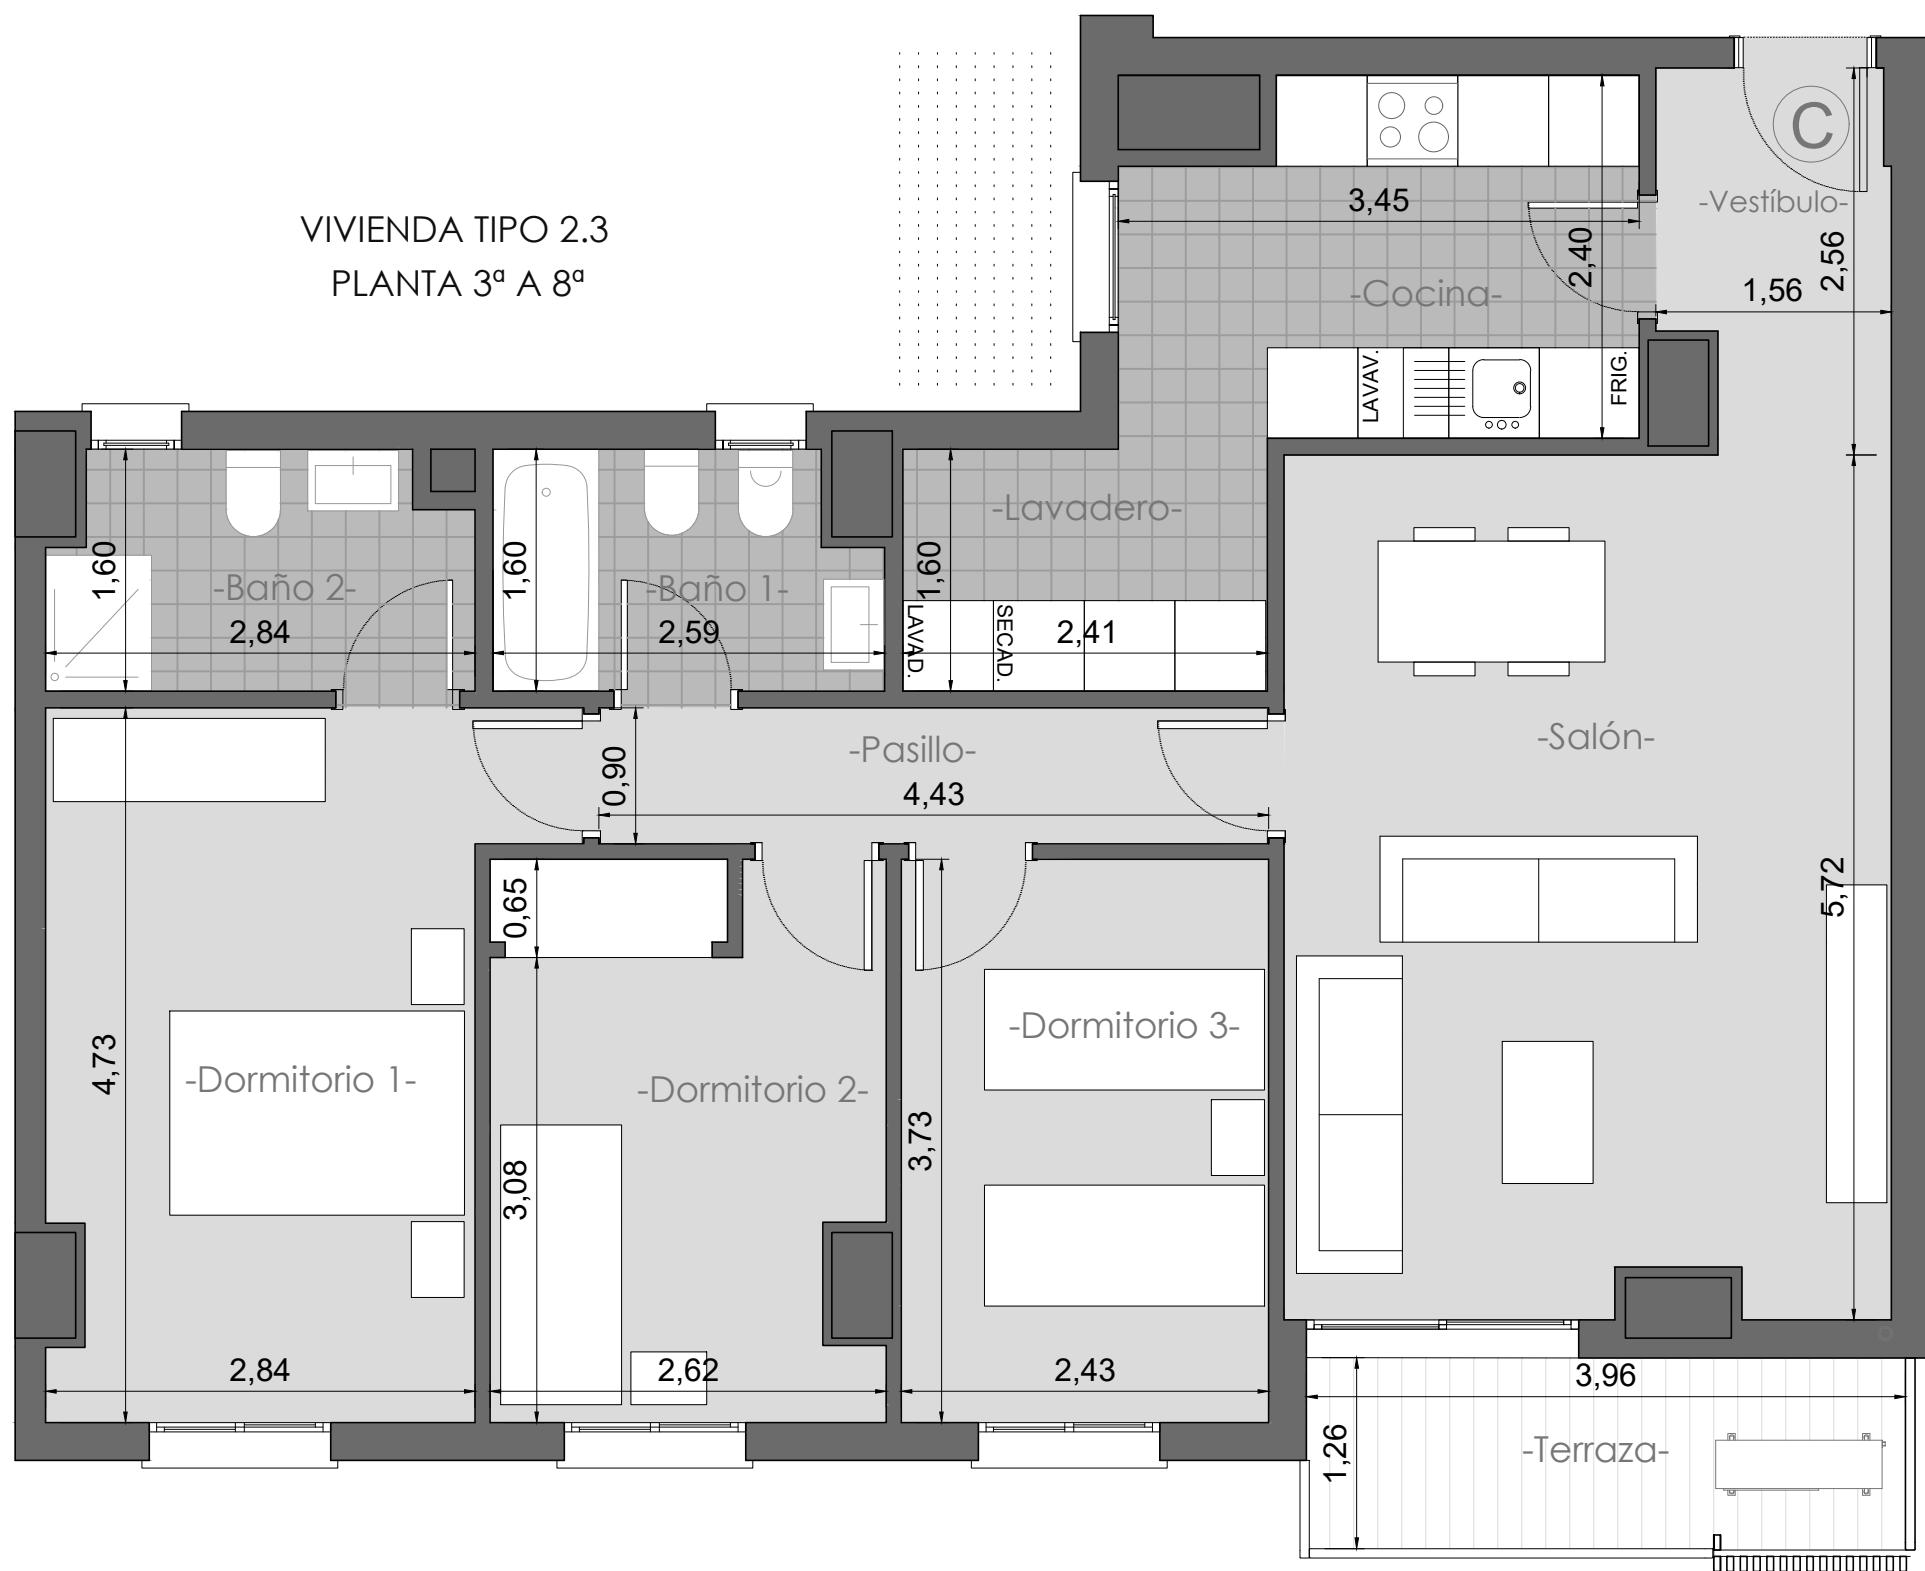 VIVIENDA TIPO 2.3
PLANTA 3ª A 8ª
C
-Vestíbulo-
3,45
2,40
2,56
1,56
-Cocina-
LAVAV.
FRIG.
-Lavadero-
1,60
1,60
1,60
-Baño 2-
-Baño 1-
2,84
2,59
2,41
LAVAD.
SECAD.
-Pasillo-
0,90
4,43
-Salón-
0,65
5,72
-Dormitorio 3-
4,73
-Dormitorio 1-
-Dormitorio 2-
3,73
3,08
2,84
2,62
2,43
3,96
1,26
-Terraza-